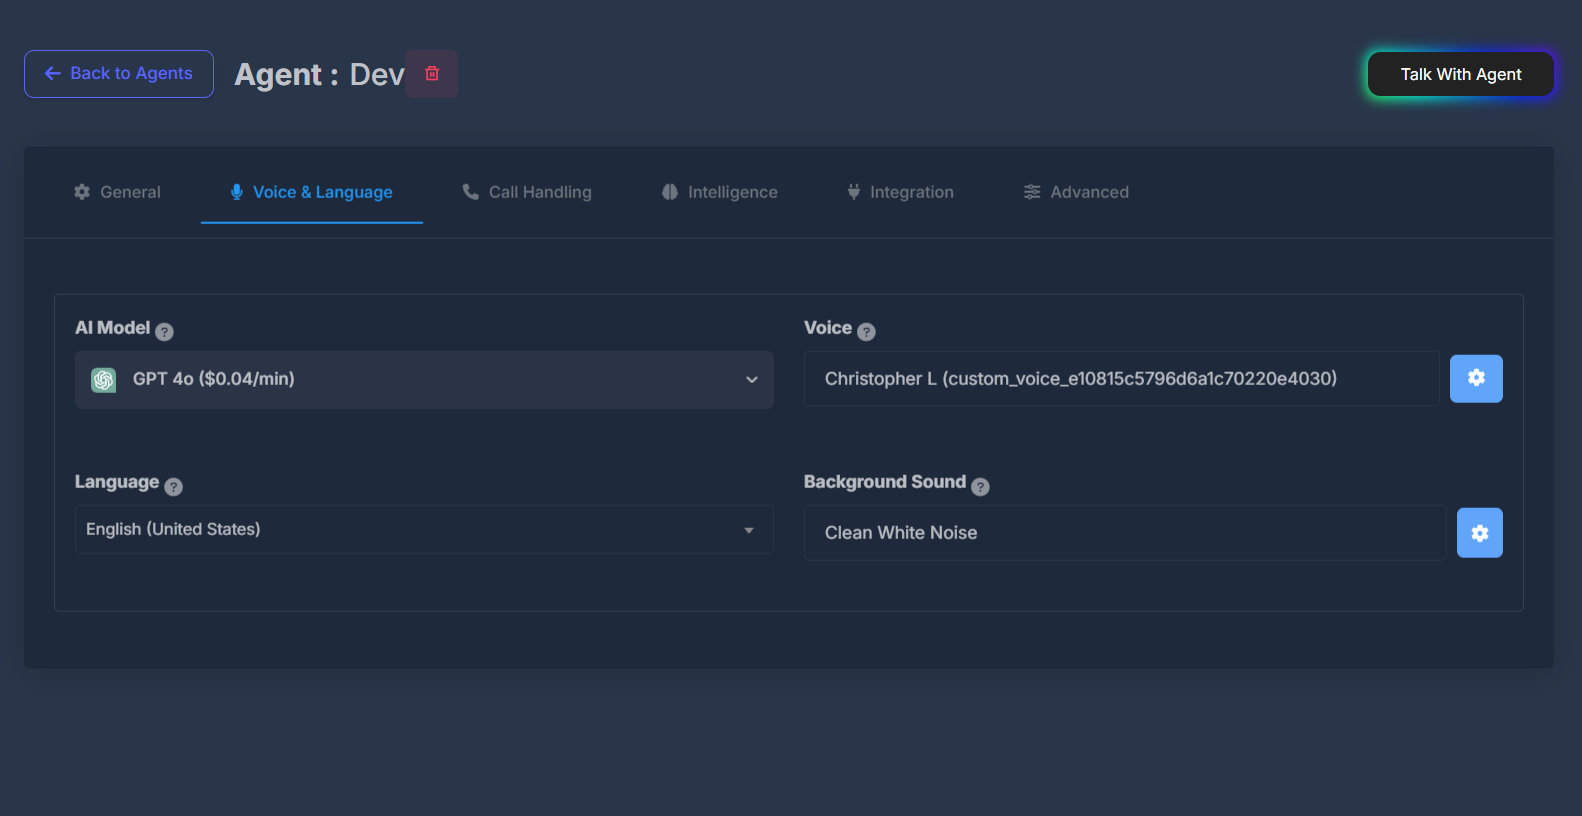 Back to Agents
Agent : Dev
Talk With Agent
General
Voice & Language
Call Handling
Intelligence
Integration
Advanced
AI Model ?
Voice ?
GPT 4o ($0.04/min)
Christopher L (custom_voice_e10815c5796d6a1c70220e4030)
Language ?
Background Sound ?
English (United States)
Clean White Noise